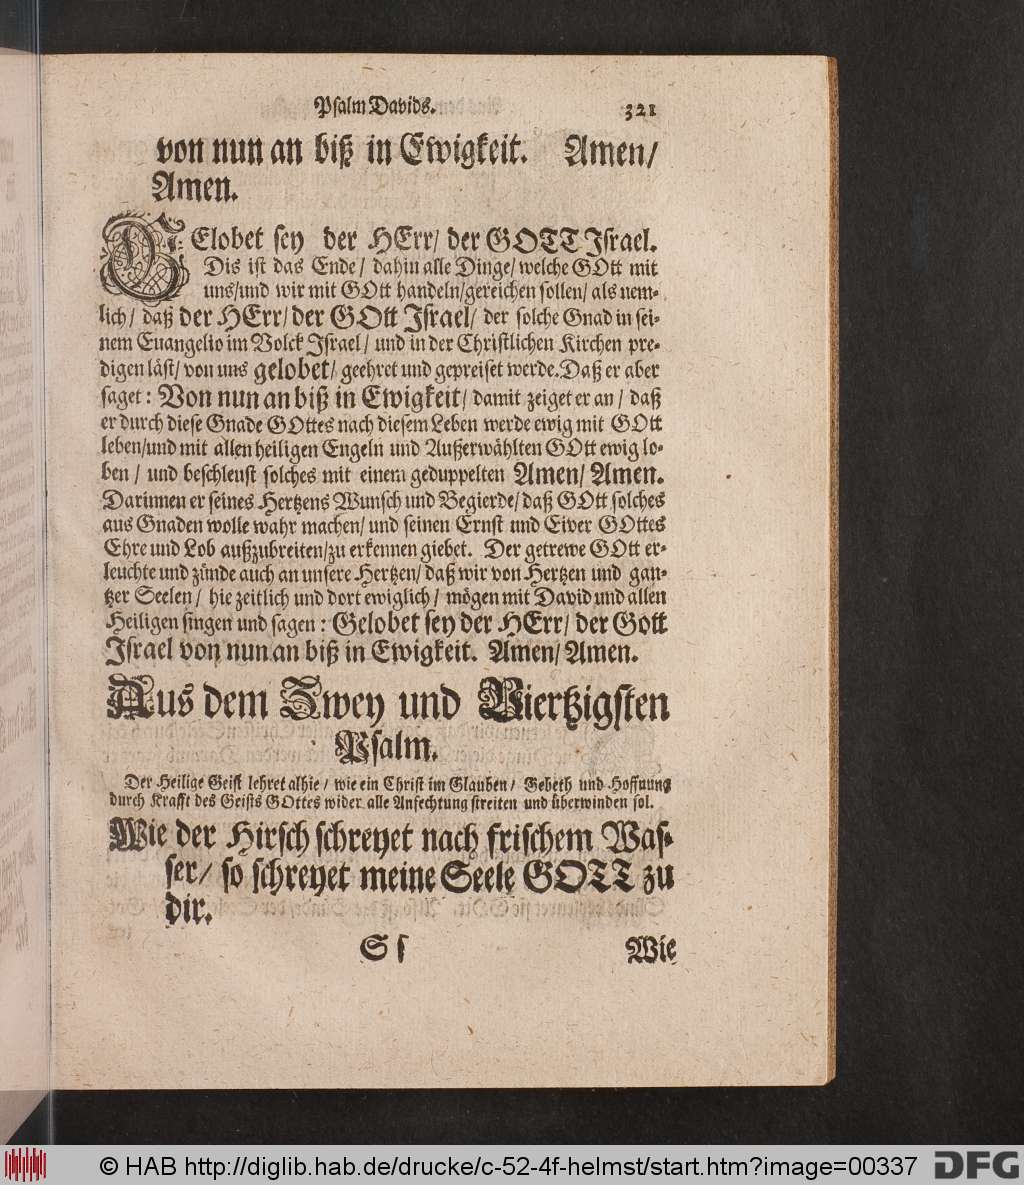 Psalm Davids. 321
von nun an biß in Ewigkeit. Amen/
Amen.
GElobet sey der HErr/ der GOTT Israel.
Dis ist das Ende/ dahin alle Dinge/ welche GOtt mit
uns/und wir mit GOtt handeln/gereichen sollen/ als nem-
lich/ daß der HErr/ der GOtt Israel/ der solche Gnad in sei-
nem Euangelio im Volck Israel/ und in der Christlichen Kirchen pre-
digen läst/ von uns gelobet/ geehret und gepreiset werde. Daß er aber
saget: Von nun an biß in Ewigkeit/ damit zeiget er an/ daß
er durch diese Gnade GOttes nach diesem Leben werde ewig mit GOtt
leben/und mit allen heiligen Engeln und Außerwählten GOtt ewig lo-
ben/ und beschleust solches mit einem geduppelten Amen/ Amen.
Darinnen er seines Hertzens Wunsch und Begierde/ daß GOtt solches
aus Gnaden wolle wahr machen/ und seinen Ernst und Eiver GOttes
Ehre und Lob außzubreiten/zu erkennen giebet. Der getrewe GOtt er-
leuchte und zünde auch an unsere Hertzen/ daß wir von Hertzen und gan-
tzer Seelen/ hie zeitlich und dort ewiglich/ mögen mit David und allen
Heiligen singen und sagen: Gelobet sey der HErr/ der Gott
Israel von nun an biß in Ewigkeit. Amen/ Amen.
Aus dem Zwey und Viertzigsten
Psalm.
Der Heilige Geist lehret alhie/ wie ein Christ im Glauben/ Gebeth und Hoffnung
durch Krafft des Geists GOttes wider alle Anfechtung streiten und überwinden sol.
Wie der Hirsch schreyet nach frischem Was-
ser/ so schreyet meine Seele GOTT zu
dir.
S s Wie
© HAB http://diglib.hab.de/drucke/c-52-4f-helmst/start.htm?image=00337 DFG